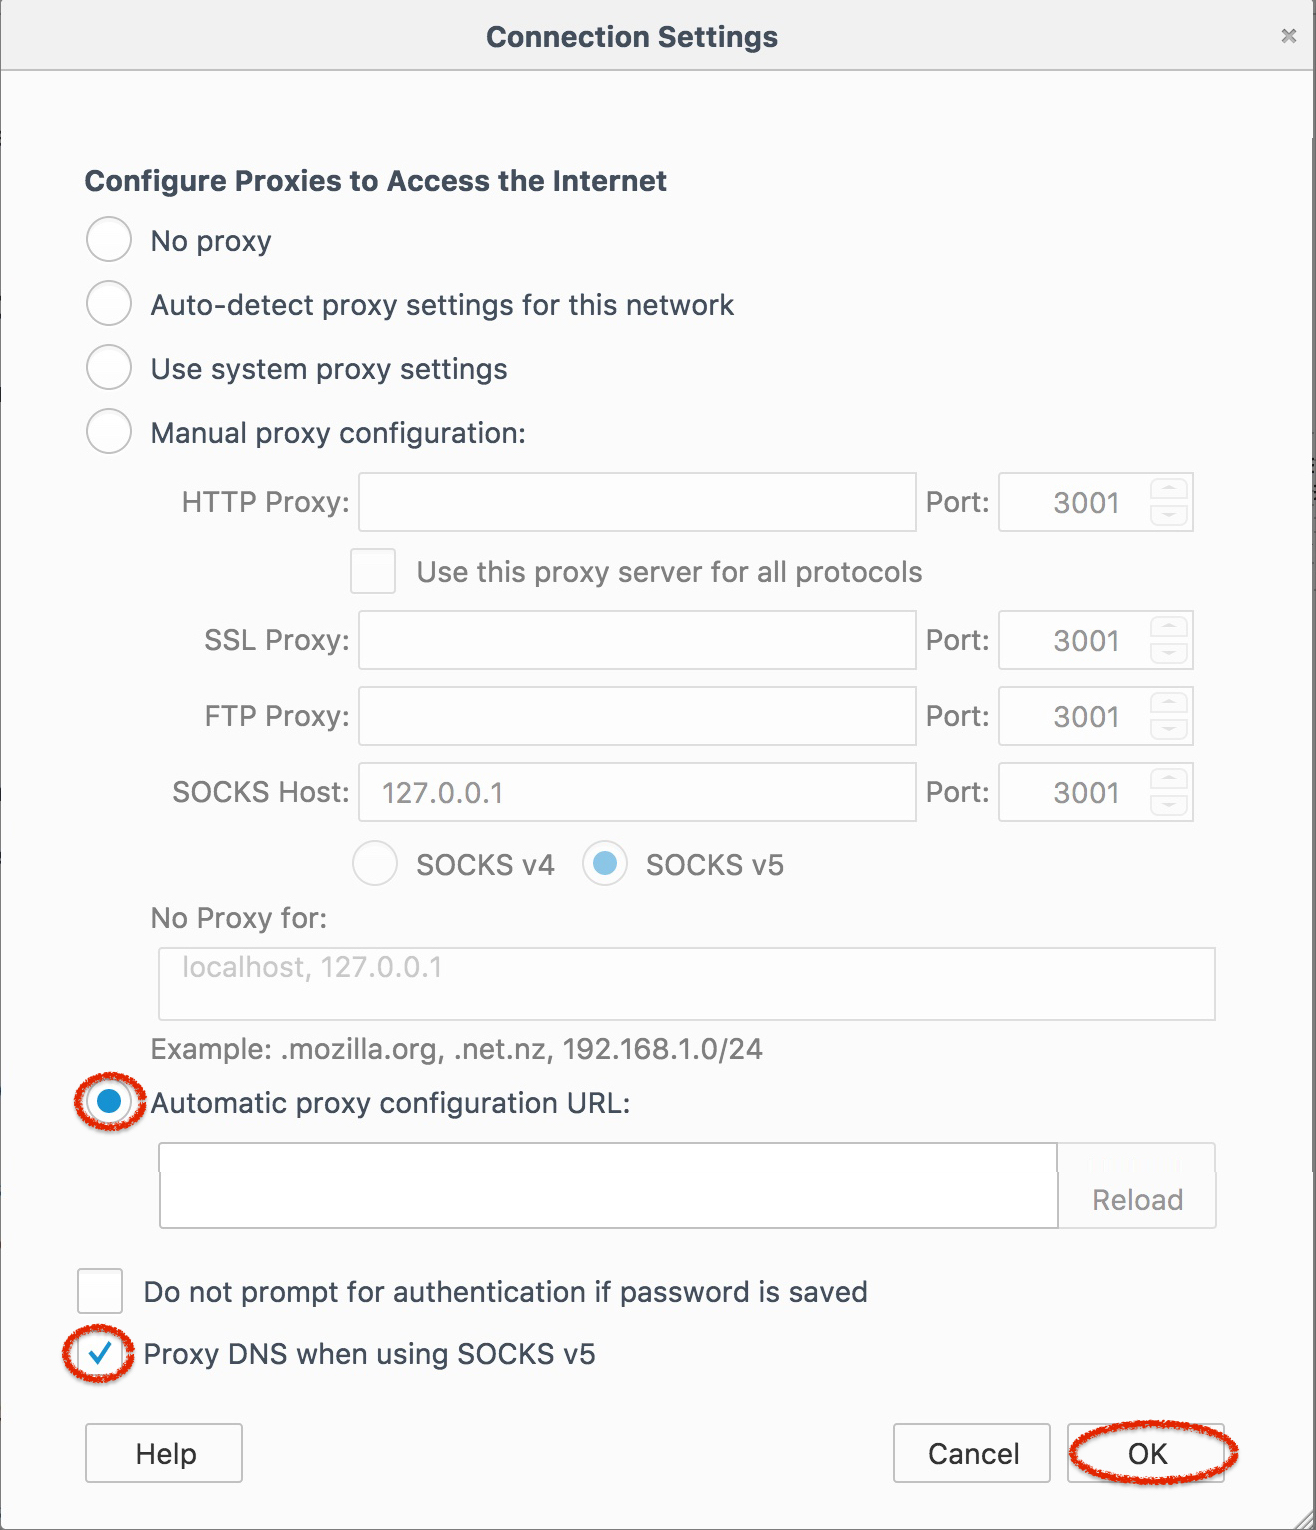 Connection Settings
Configure Proxies to Access the Internet
No proxy
Auto-detect proxy settings for this network
Use system proxy settings
Manual proxy configuration:
HTTP Proxy: Port: 3001
Use this proxy server for all protocols
SSL Proxy: Port: 3001
FTP Proxy: Port: 3001
SOCKS Host: 127.0.0.1 Port: 3001
SOCKS v4 SOCKS v5
No Proxy for:
localhost, 127.0.0.1
Example: .mozilla.org, .net.nz, 192.168.1.0/24
Automatic proxy configuration URL:
Reload
Do not prompt for authentication if password is saved
Proxy DNS when using SOCKS v5
Help Cancel OK